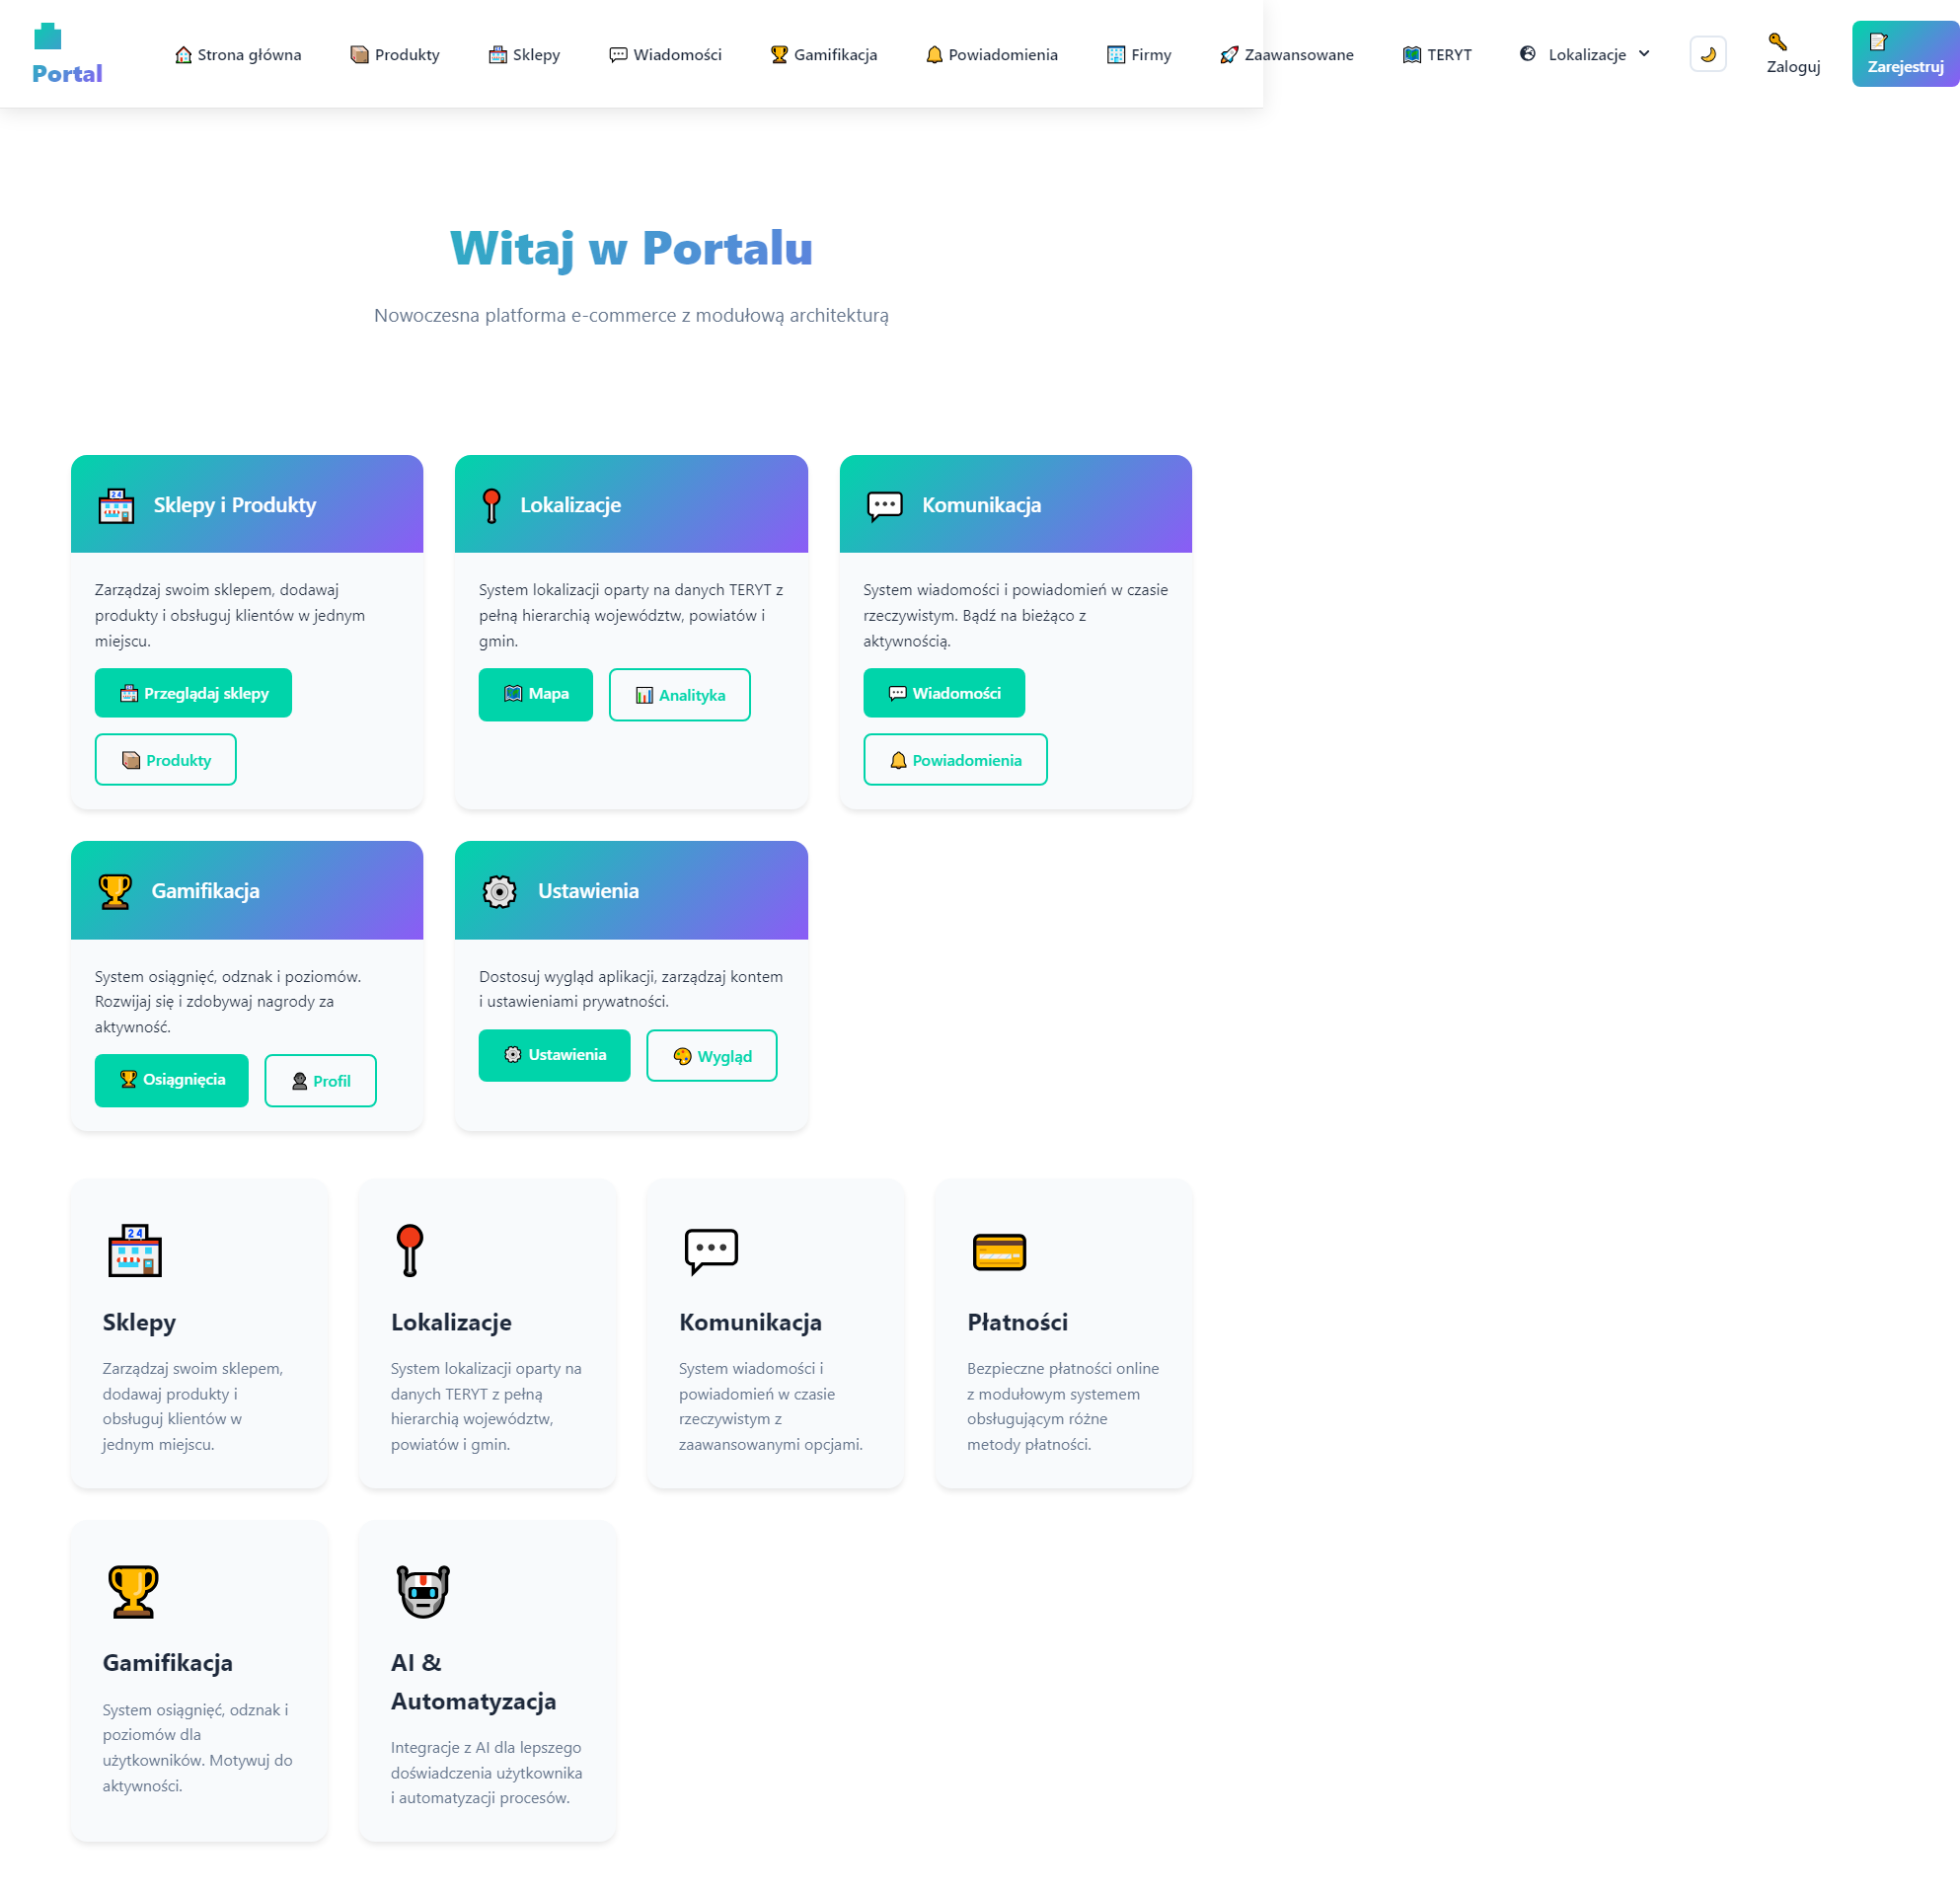 Portal
Strona główna
Produkty
Sklepy
Wiadomości
Gamifikacja
Powiadomienia
Firmy
Zaawansowane
TERYT
Lokalizacje
Zaloguj
Zarejestruj
Witaj w Portalu
Nowoczesna platforma e-commerce z modułową architekturą
24
Sklepy i Produkty
Zarządzaj swoim sklepem, dodawaj
produkty i obsługuj klientów w jednym
miejscu.
Przeglądaj sklepy
Produkty
Lokalizacje
System lokalizacji oparty na danych TERYT z
pełną hierarchią województw, powiatów i
gmin.
Mapa
Analityka
Komunikacja
System wiadomości i powiadomień w czasie
rzeczywistym. Bądź na bieżąco z
aktywnością.
Wiadomości
Powiadomienia
Gamifikacja
System osiągnięć, odznak i poziomów.
Rozwijaj się i zdobywaj nagrody za
aktywność.
Osiągnięcia
Profil
Ustawienia
Dostosuj wygląd aplikacji, zarządzaj kontem
i ustawieniami prywatności.
Ustawienia
Wygląd
24
Sklepy
Zarządzaj swoim sklepem,
dodawaj produkty i
obsługuj klientów w
jednym miejscu.
Lokalizacje
System lokalizacji oparty na
danych TERYT z pełną
hierarchią województw,
powiatów i gmin.
Komunikacja
System wiadomości i
powiadomień w czasie
rzeczywistym z
zaawansowanymi opcjami.
Płatności
Bezpieczne płatności online
z modułowym systemem
obsługującym różne
metody płatności.
Gamifikacja
System osiągnięć, odznak i
poziomów dla
użytkowników. Motywuj do
aktywności.
AI &
Automatyzacja
Integracje z AI dla lepszego
doświadczenia użytkownika
i automatyzacji procesów.